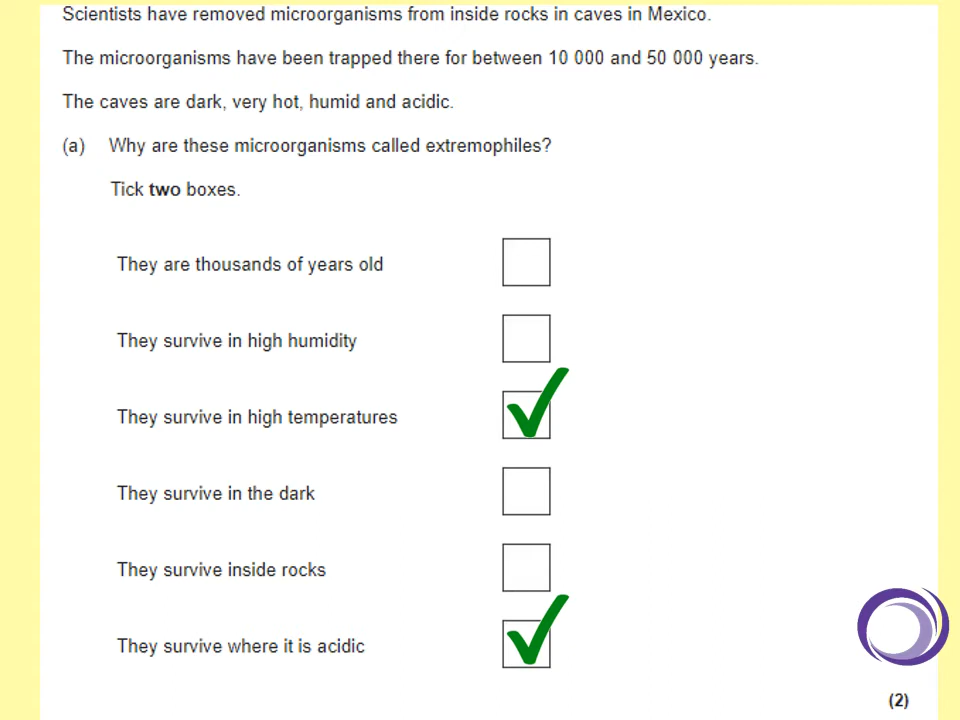 Scientists have removed microorganisms from inside rocks in caves in Mexico.
The microorganisms have been trapped there for between 10 000 and 50 000 years.
The caves are dark, very hot, humid and acidic.
(a) Why are these microorganisms called extremophiles?
Tick two boxes.
They are thousands of years old
They survive in high humidity
They survive in high temperatures
They survive in the dark
They survive inside rocks
They survive where it is acidic
(2)